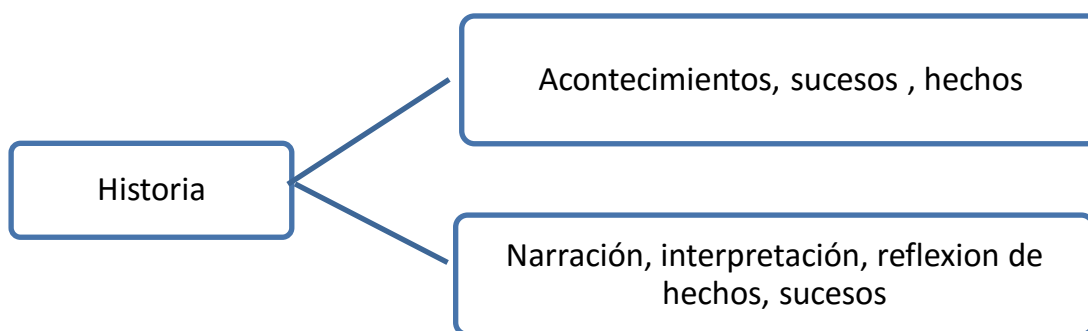 Acontecimientos, sucesos , hechos
Historia
Narración, interpretación, reflexion de
hechos, sucesos